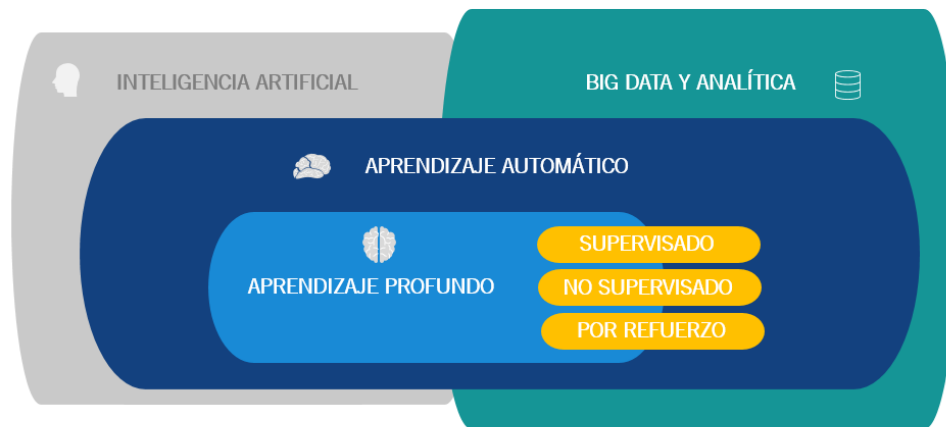 INTELIGENCIA ARTIFICIAL
BIG DATA Y ANALÍTICA
APRENDIZAJE AUTOMÁTICO
APRENDIZAJE PROFUNDO
SUPERVISADO
NO SUPERVISADO
POR REFUERZO